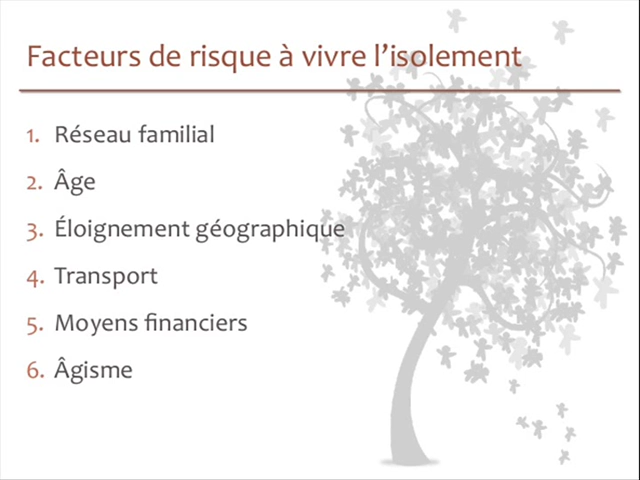 Facteurs de risque à vivre l’isolement
1. Réseau familial
2. Âge
3. Éloignement géographique
4. Transport
5. Moyens financiers
6. Âgisme